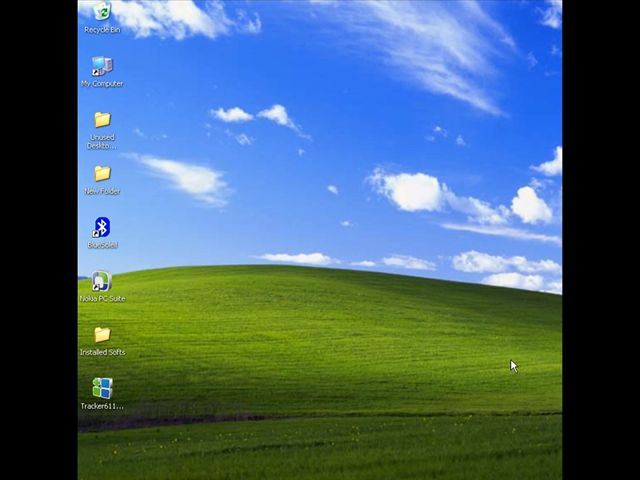 Recycle Bin
My Computer
Unused
Deskto...
New Folder
BlueSoleil
Nokia PC Suite
Installed Softs
Tracker611...